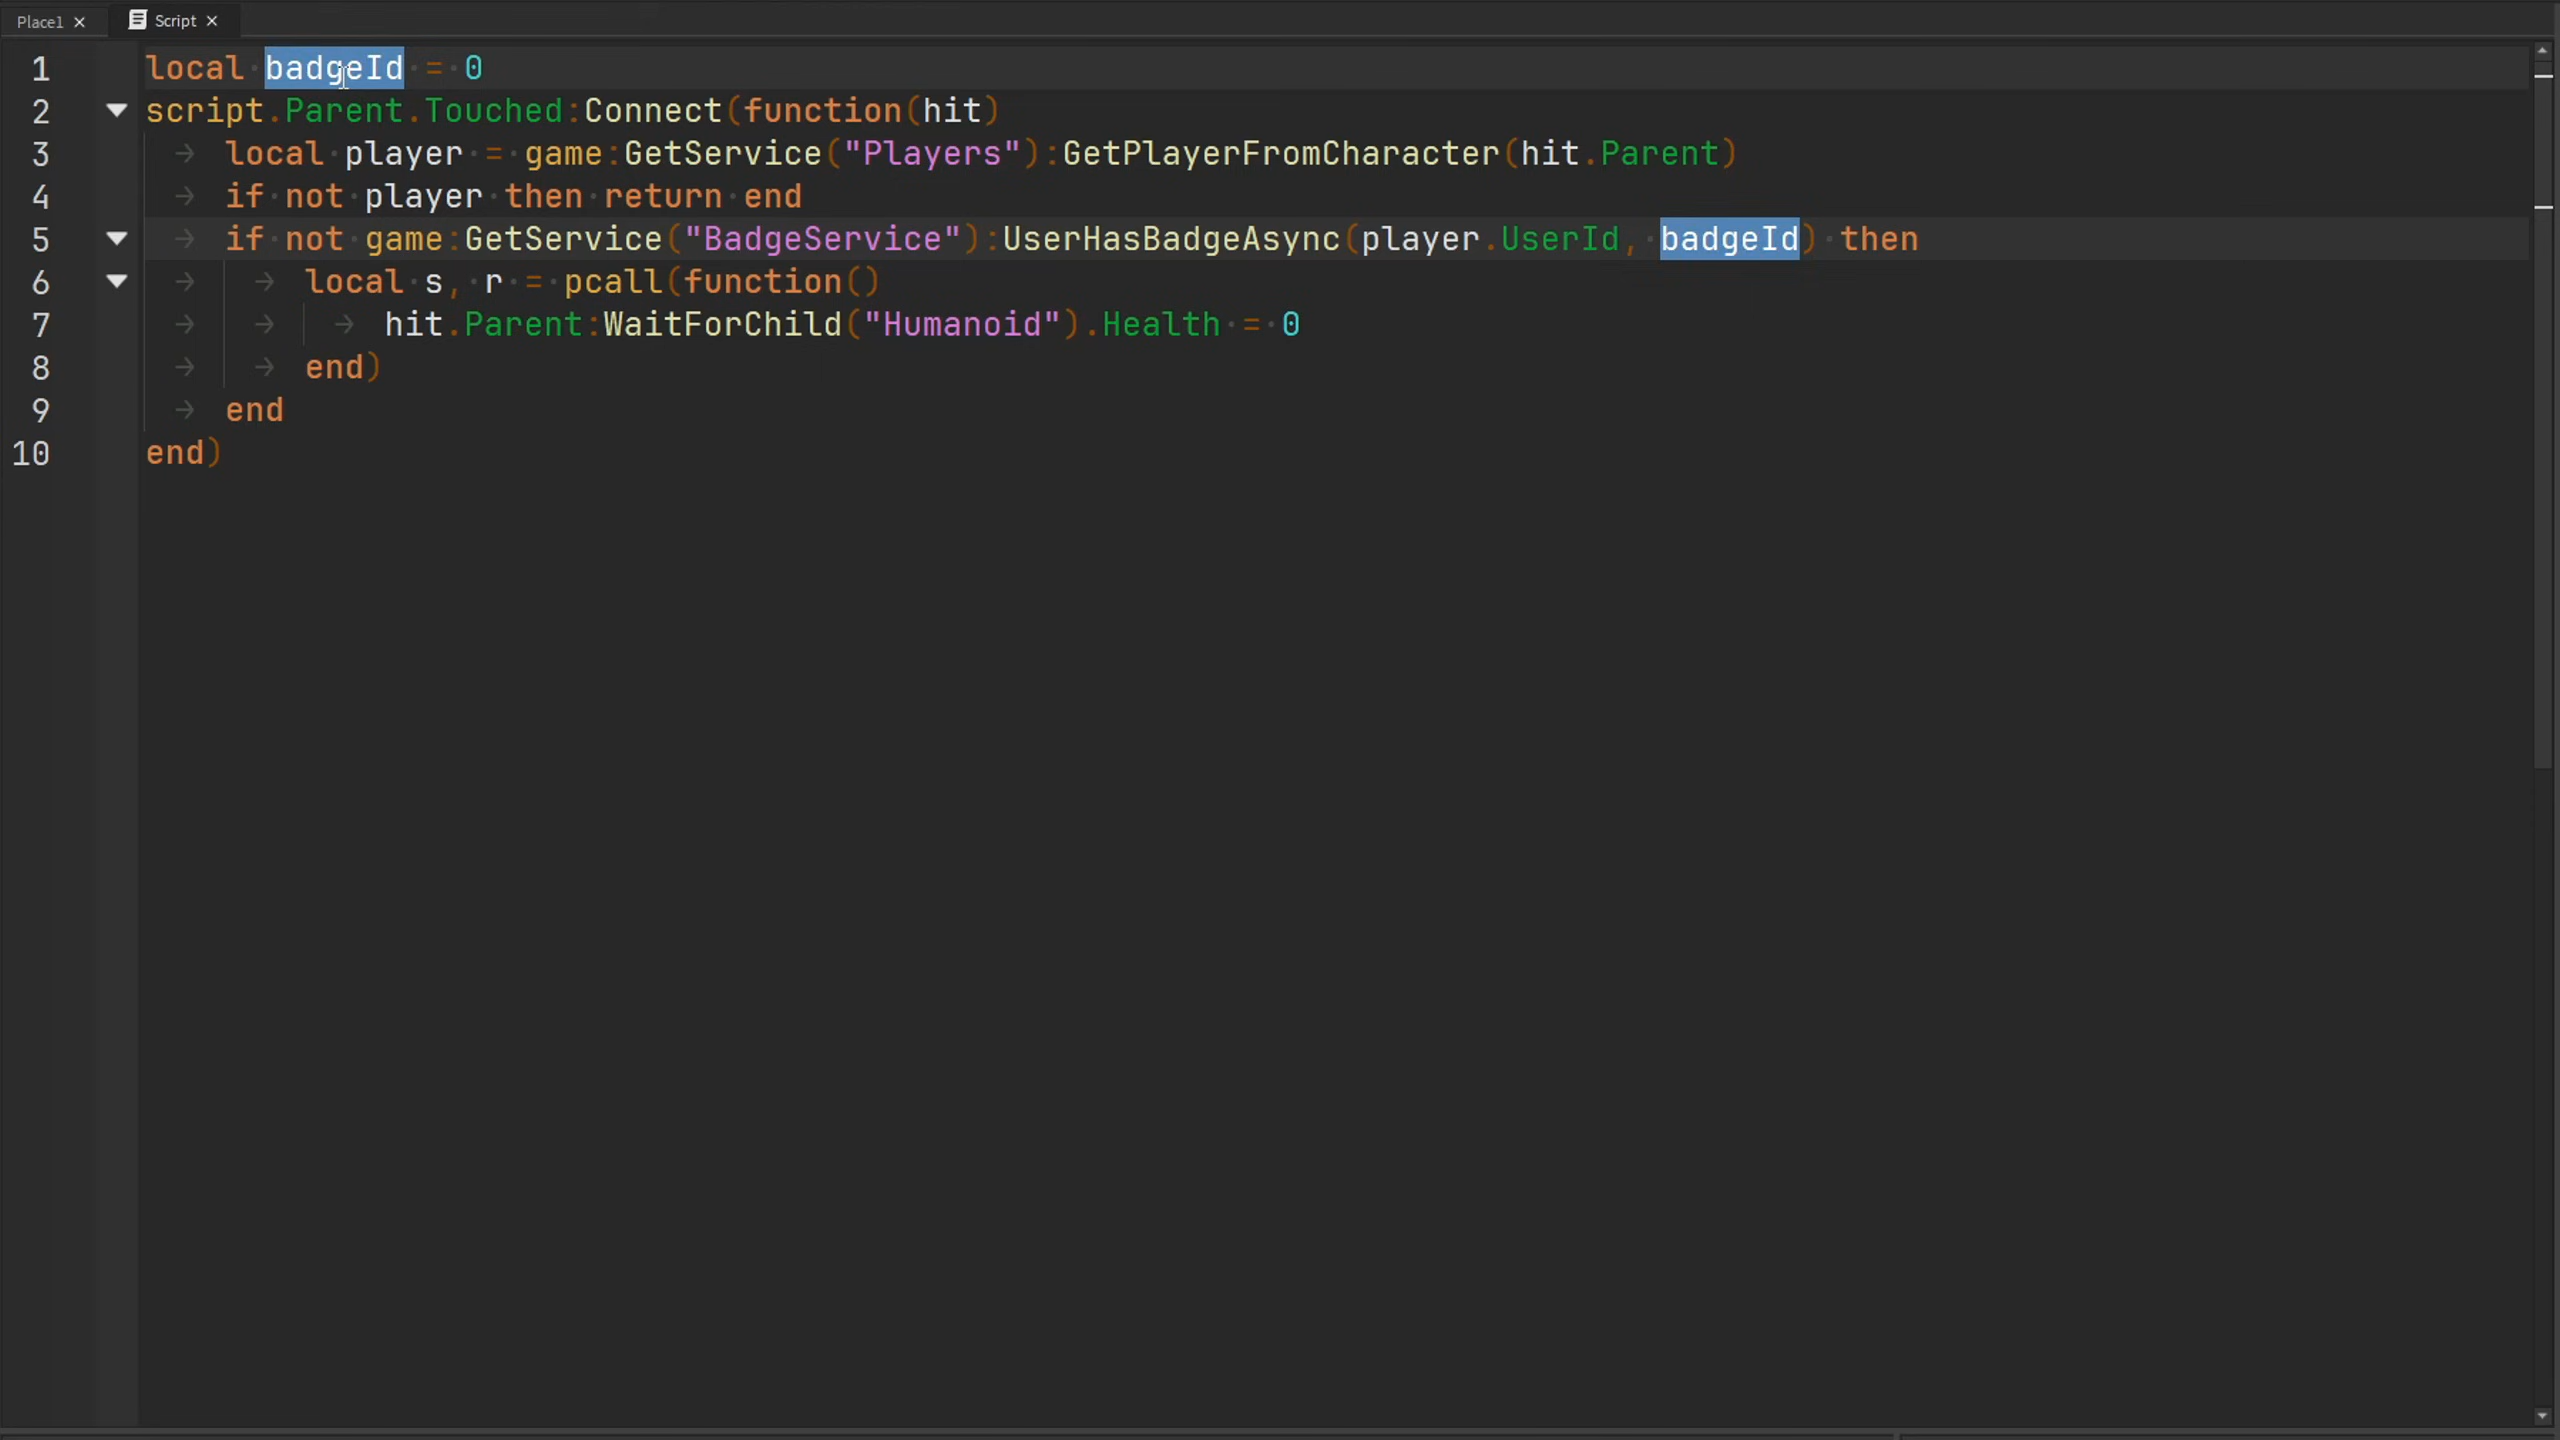 Place1 × Script ×
1 local badgeId = 0
2 script.Parent.Touched:Connect(function(hit)
3 local player = game:GetService("Players"):GetPlayerFromCharacter(hit.Parent)
4 if not player then return end
5 if not game:GetService("BadgeService"):UserHasBadgeAsync(player.UserId, badgeId) then
6 local s, r = pcall(function()
7 hit.Parent:WaitForChild("Humanoid").Health = 0
8 end)
9 end
10 end)